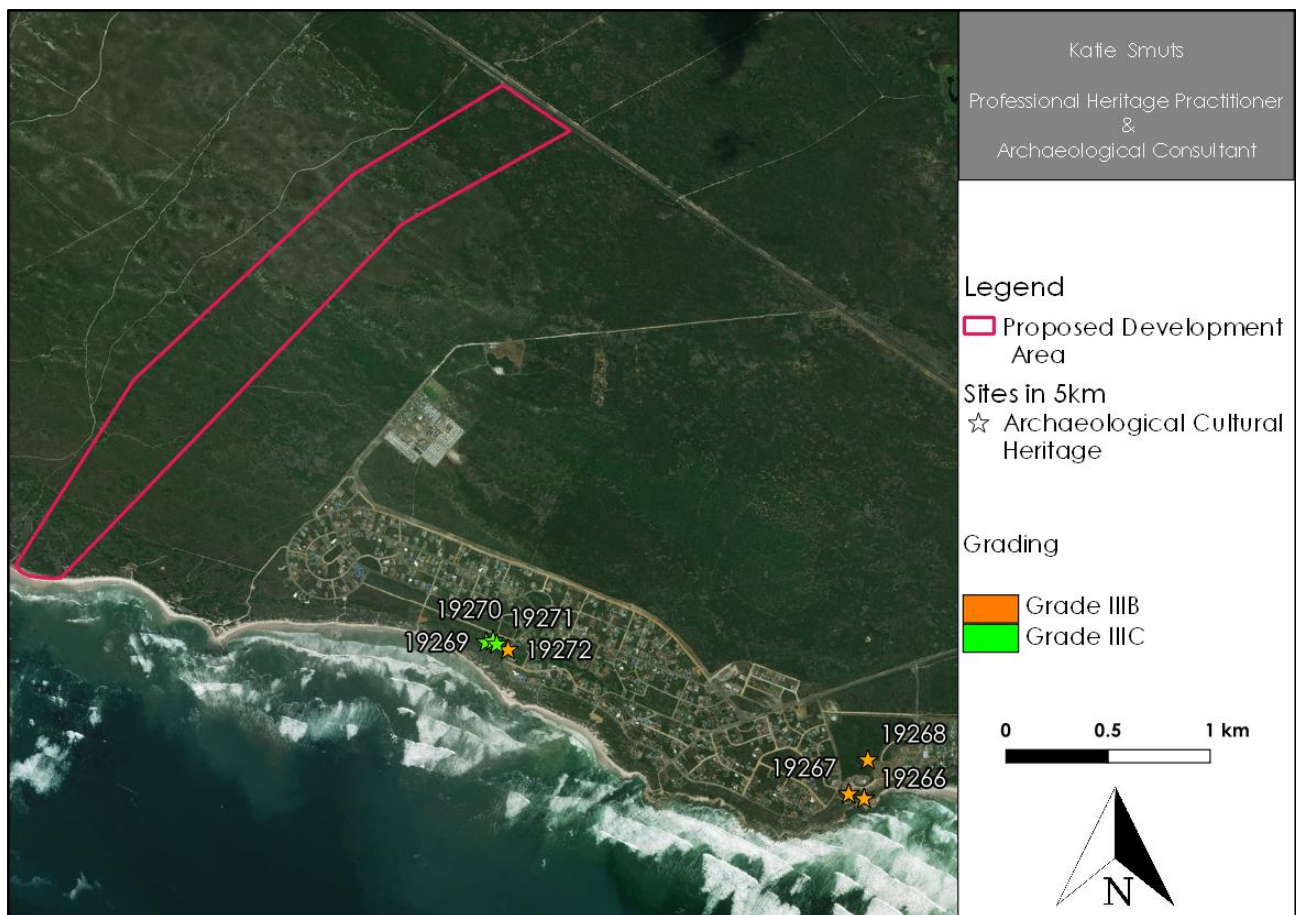 Katie Smuts
Professional Heritage Practitioner
&
Archaeological Consultant
Legend
Proposed Development
Area
Sites in 5km
Archaeological Cultural
Heritage
Grading
Grade IIIB
Grade IIIC
0 0.5 1 km
N
19270
19271
19269
19272
19268
19267
19266